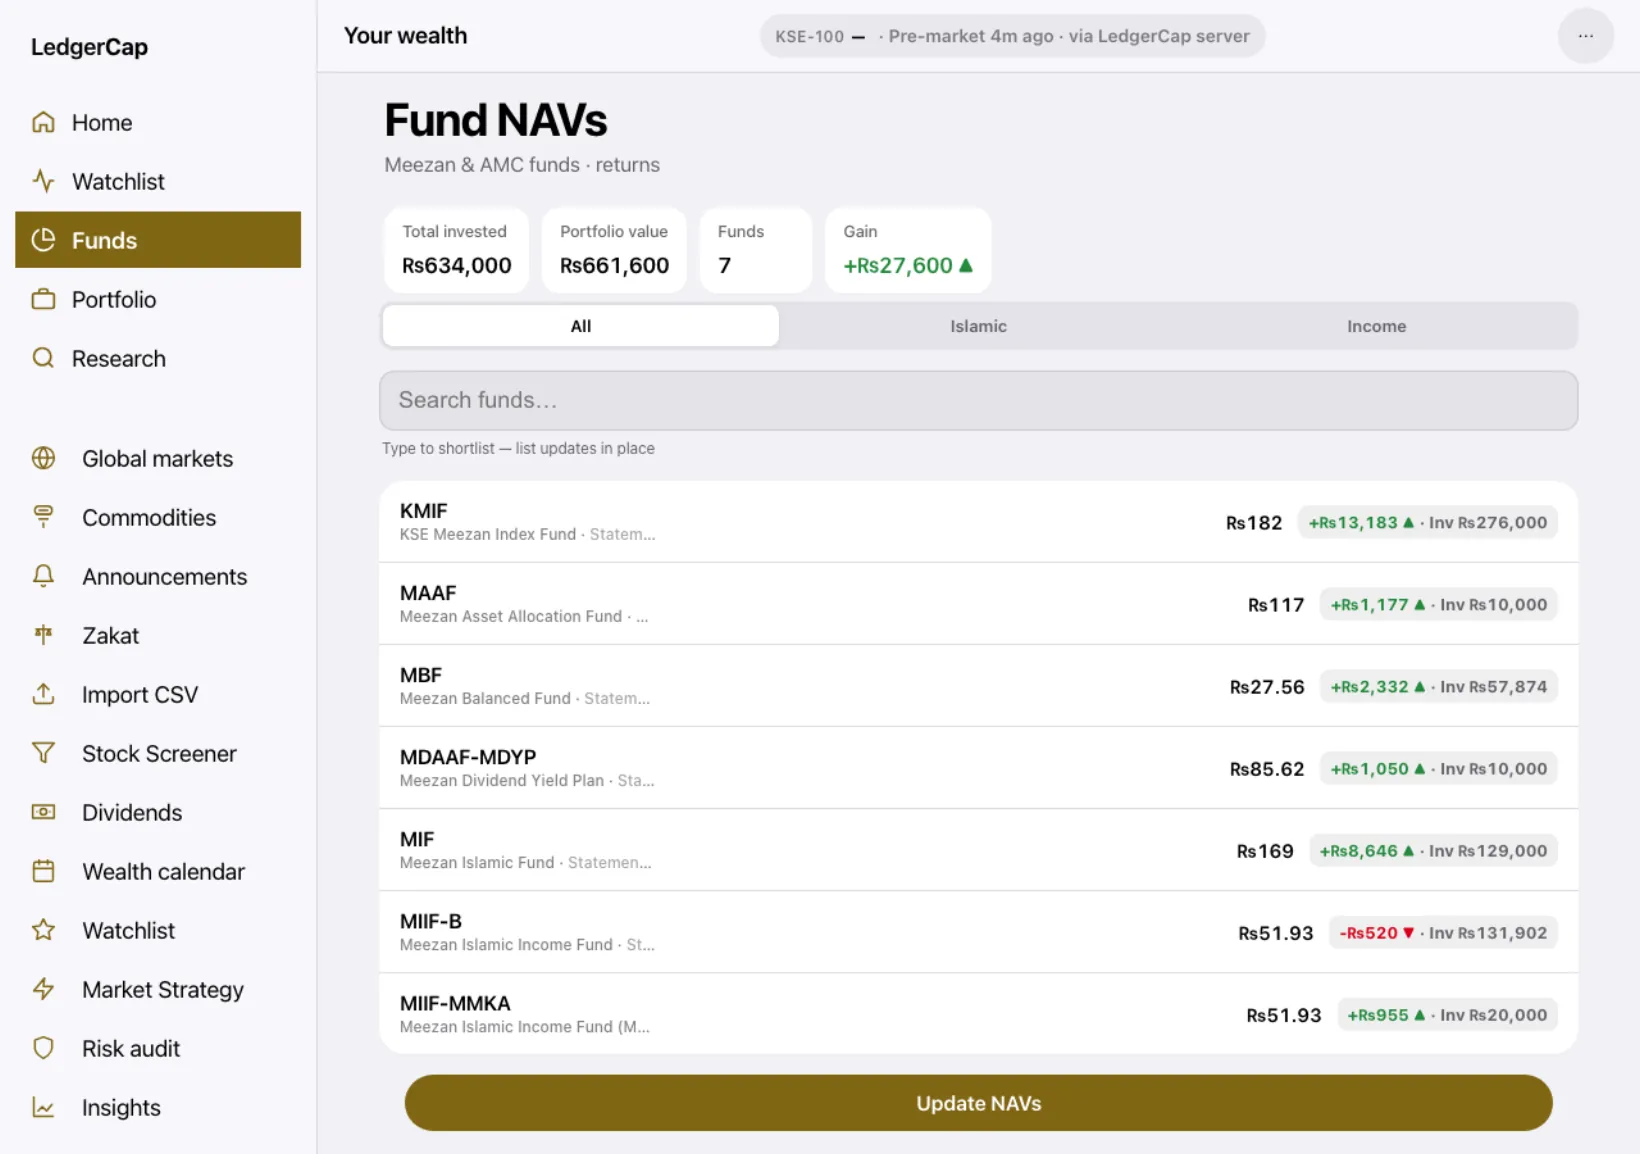 LedgerCap
Home
Watchlist
Funds
Portfolio
Research
Global markets
Commodities
Announcements
Zakat
Import CSV
Stock Screener
Dividends
Wealth calendar
Watchlist
Market Strategy
Risk audit
Insights
Your wealth
KSE-100 — · Pre-market 4m ago · via LedgerCap server
...
Fund NAVs
Meezan & AMC funds · returns
Total invested
Rs634,000
Portfolio value
Rs661,600
Funds
7
Gain
+Rs27,600 ▲
All
Islamic
Income
Search funds…
Type to shortlist — list updates in place
KMIF
KSE Meezan Index Fund · Statem...
Rs182
+Rs13,183 ▲ · Inv Rs276,000
MAAF
Meezan Asset Allocation Fund · ...
Rs117
+Rs1,177 ▲ · Inv Rs10,000
MBF
Meezan Balanced Fund · Statem...
Rs27.56
+Rs2,332 ▲ · Inv Rs57,874
MDAAF-MDYP
Meezan Dividend Yield Plan · Sta...
Rs85.62
+Rs1,050 ▲ · Inv Rs10,000
MIF
Meezan Islamic Fund · Statemen...
Rs169
+Rs8,646 ▲ · Inv Rs129,000
MIIF-B
Meezan Islamic Income Fund · St...
Rs51.93
-Rs520 ▼ · Inv Rs131,902
MIIF-MMKA
Meezan Islamic Income Fund (M...
Rs51.93
+Rs955 ▲ · Inv Rs20,000
Update NAVs